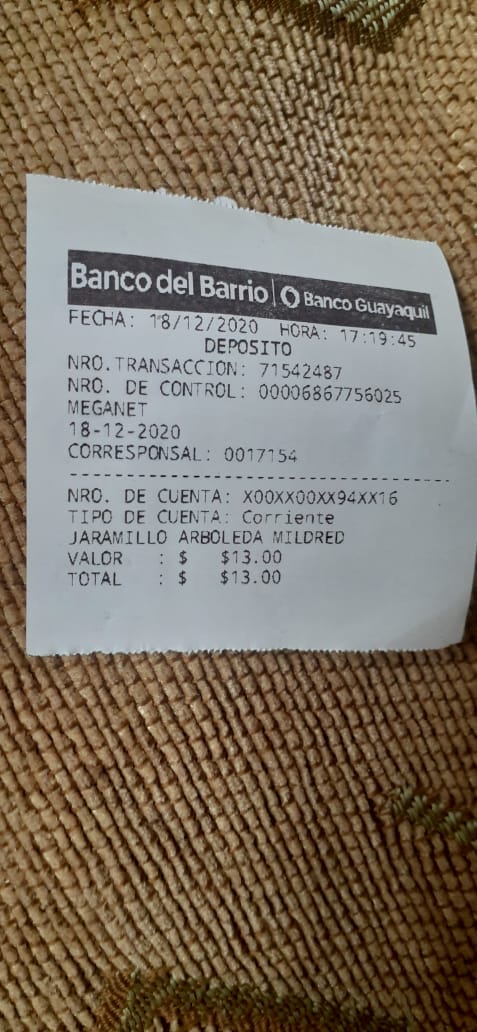 Banco del Barrio | Banco Guayaquil
FECHA: 18/12/2020 HORA: 17:19:45
DEPOSITO
NRO.TRANSACCION: 71542487
NRO. DE CONTROL: 00006867756025
MEGANET
18-12-2020
CORRESPONSAL: 0017154
NRO. DE CUENTA: X00XX00XX94XX16
TIPO DE CUENTA: Corriente
JARAMILLO ARBOLEDA MILDRED
VALOR : $ $13.00
TOTAL : $ $13.00